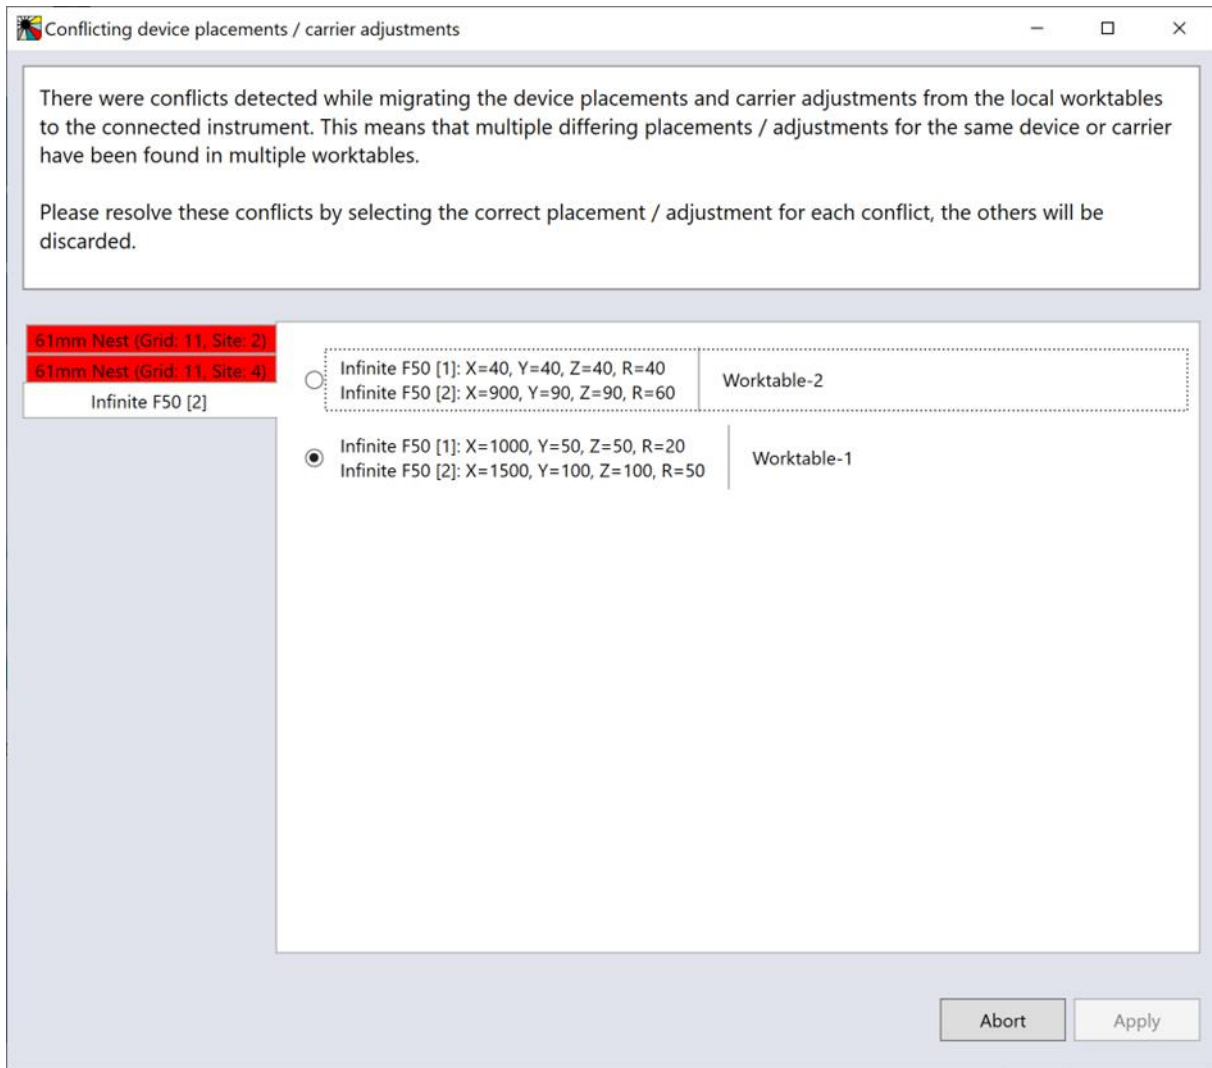 Conflicting device placements / carrier adjustments
There were conflicts detected while migrating the device placements and carrier adjustments from the local worktables
to the connected instrument. This means that multiple differing placements / adjustments for the same device or carrier
have been found in multiple worktables.
Please resolve these conflicts by selecting the correct placement / adjustment for each conflict, the others will be
discarded.
61mm Nest (Grid: 11, Site: 2)
61mm Nest (Grid: 11, Site: 4)
Infinite F50 [2]
Infinite F50 [1]: X=40, Y=40, Z=40, R=40
Infinite F50 [2]: X=900, Y=90, Z=90, R=60
Worktable-2
Infinite F50 [1]: X=1000, Y=50, Z=50, R=20
Infinite F50 [2]: X=1500, Y=100, Z=100, R=50
Worktable-1
Abort
Apply